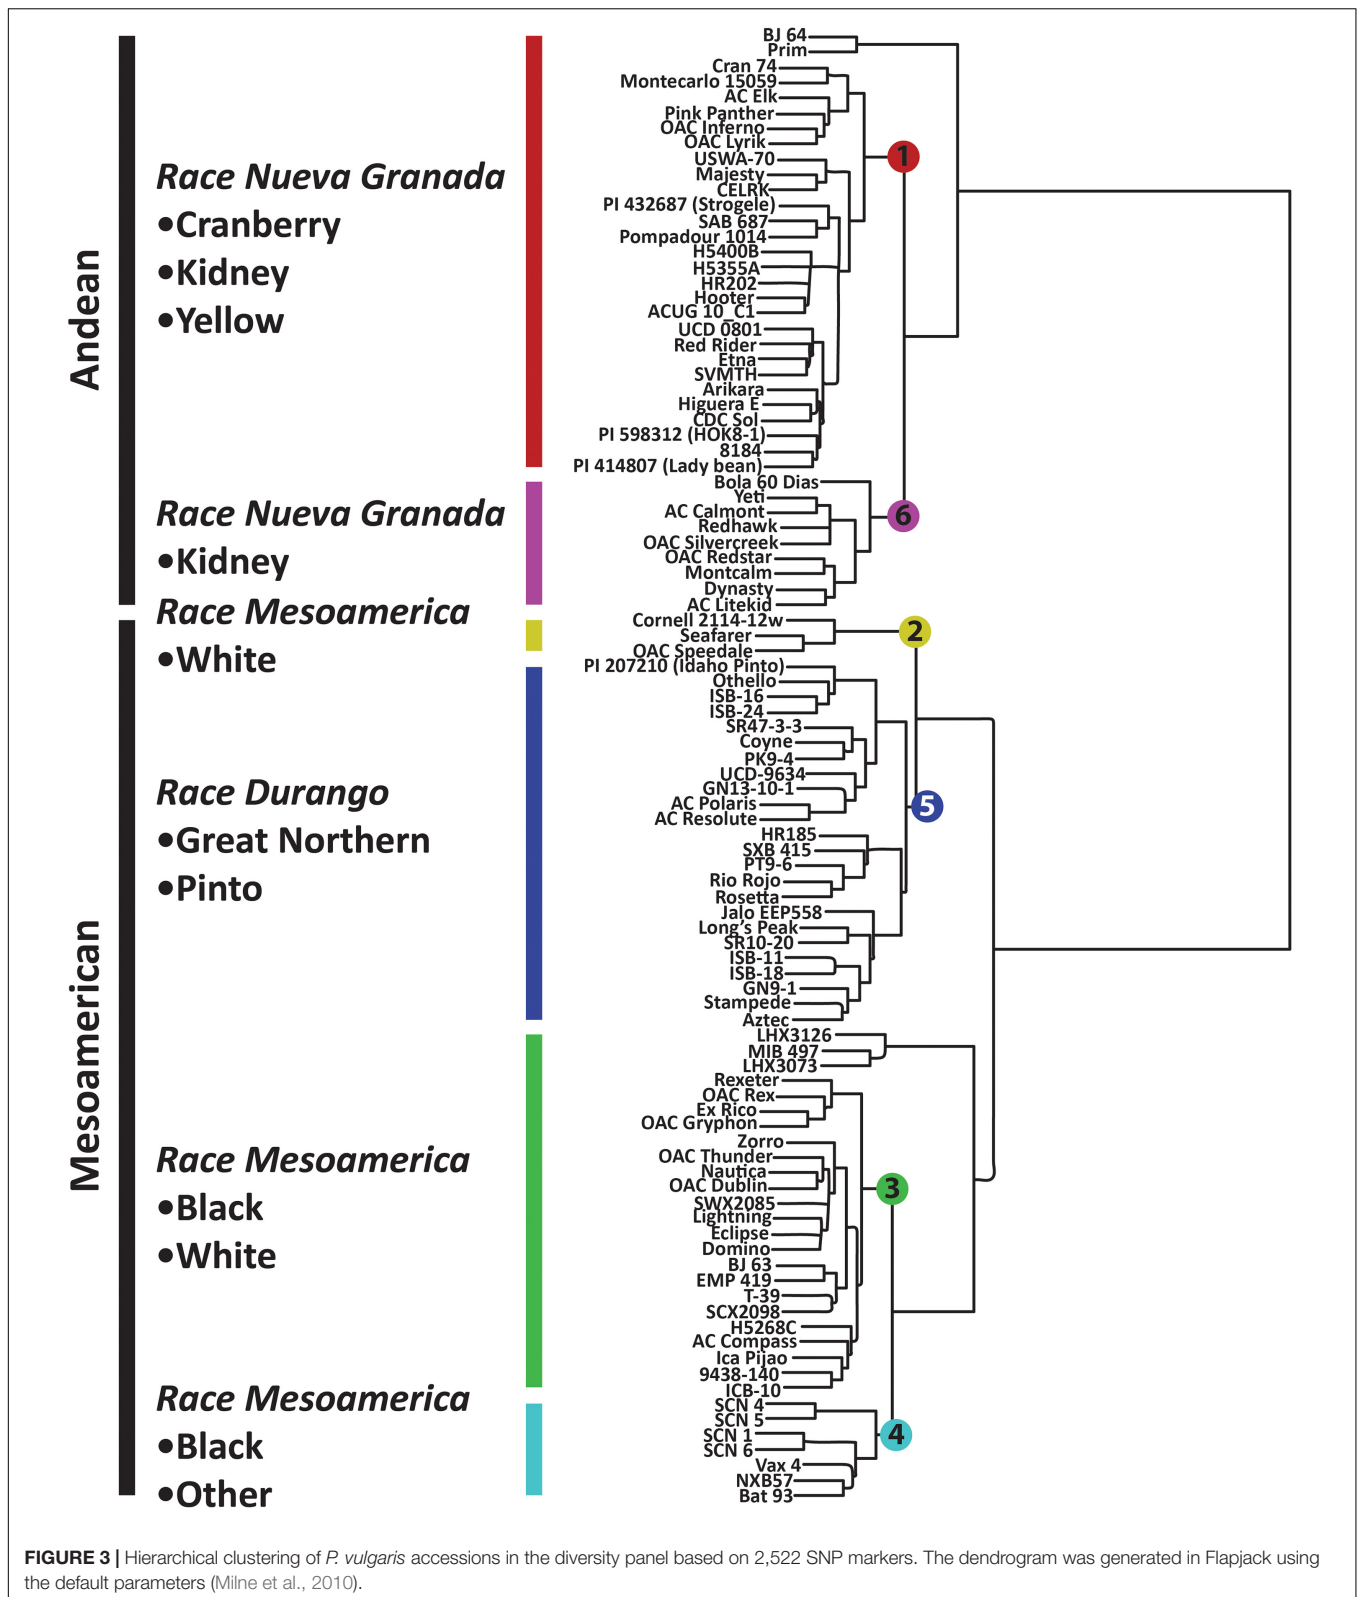 Andean
Race Nueva Granada
•Cranberry
•Kidney
•Yellow
Race Nueva Granada
•Kidney
Mesoamerican
Race Mesoamerica
•White
Race Durango
•Great Northern
•Pinto
Race Mesoamerica
•Black
•White
Race Mesoamerica
•Black
•Other
BJ 64
Prim
Cran 74
Montecarlo 15059
AC Elk
Pink Panther
OAC Inferno
OAC Lyrik
USWA-70
Majesty
CELRK
PI 432687 (Strogele)
SAB 687
Pompadour 1014
H5400B
H5355A
HR202
Hooter
ACUG 10_C1
UCD 0801
Red Rider
Etna
SVMTH
Arikara
Higuera E
CDC Sol
PI 598312 (HOK8-1)
8184
PI 414807 (Lady bean)
Bola 60 Dias
Yeti
AC Calmont
Redhawk
OAC Silvercreek
OAC Redstar
Montcalm
Dynasty
AC Litekid
Cornell 2114-12w
Seafarer
OAC Speedale
PI 207210 (Idaho Pinto)
Othello
ISB-16
ISB-24
SR47-3-3
Coyne
PK9-4
UCD-9634
GN13-10-1
AC Polaris
AC Resolute
HR185
SXB 415
PT9-6
Rio Rojo
Rosetta
Jalo EEP558
Long's Peak
SR10-20
ISB-11
ISB-18
GN9-1
Stampede
Aztec
LHX3126
MIB 497
LHX3073
Rexeter
OAC Rex
Ex Rico
OAC Gryphon
Zorro
OAC Thunder
Nautica
OAC Dublin
SWX2085
Lightning
Eclipse
Domino
BJ 63
EMP 419
T-39
SCX2098
H5268C
AC Compass
Ica Pijao
9438-140
ICB-10
SCN 4
SCN 5
SCN 1
SCN 6
Vax 4
NXB57
Bat 93
1
6
2
5
3
4
FIGURE 3 | Hierarchical clustering of P. vulgaris accessions in the diversity panel based on 2,522 SNP markers. The dendrogram was generated in Flapjack using
the default parameters (Milne et al., 2010).